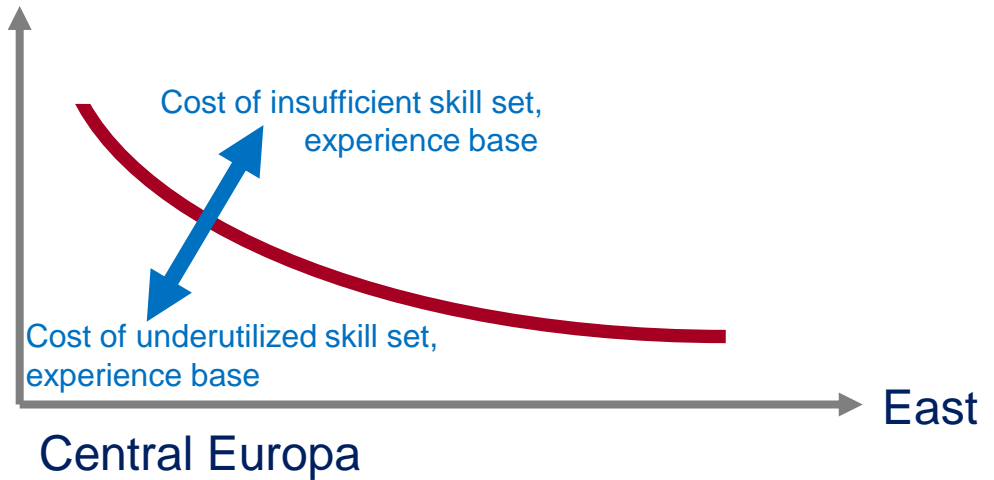 Cost of insufficient skill set,
experience base
Cost of underutilized skill set,
experience base
East
Central Europa